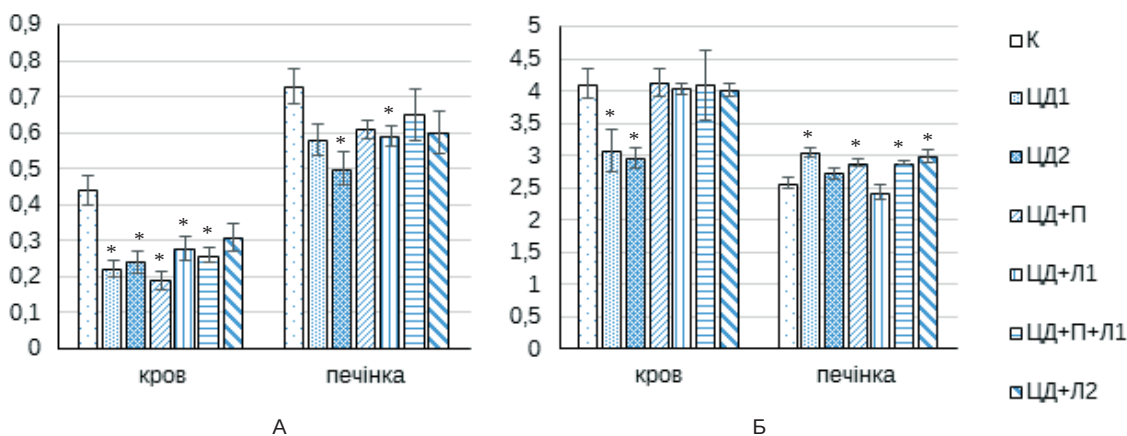 0,9
0,8
0,7
0,6
0,5
0,4
0,3
0,2
0,1
0
* * * * *
* *
кров печінка
А
5
4,5
4
3,5
3
2,5
2
1,5
1
0,5
0
* *
* * * *
кров печінка
Б
К
ЦД1
ЦД2
ЦД+П
ЦД+Л1
ЦД+П+Л1
ЦД+Л2